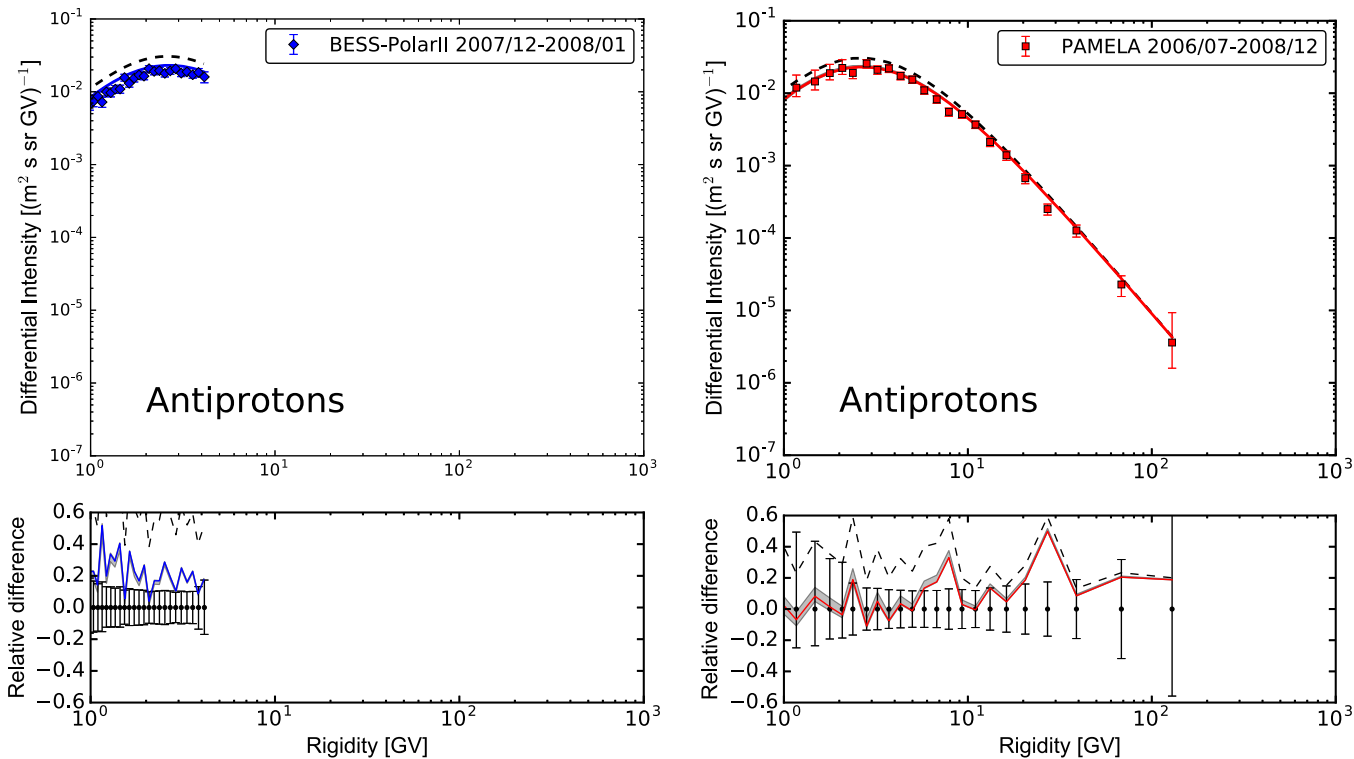 BESS-PolarII 2007/12-2008/01
Differential Intensity [(m² s sr GV)⁻¹]
10⁻¹
10⁻²
10⁻³
10⁻⁴
10⁻⁵
10⁻⁶
10⁻⁷
Antiprotons
10⁰ 10¹ 10² 10³
Relative difference
0.6
0.4
0.2
0.0
−0.2
−0.4
−0.6
10⁰ 10¹ 10² 10³
Rigidity [GV]
PAMELA 2006/07-2008/12
Differential Intensity [(m² s sr GV)⁻¹]
10⁻¹
10⁻²
10⁻³
10⁻⁴
10⁻⁵
10⁻⁶
10⁻⁷
Antiprotons
10⁰ 10¹ 10² 10³
Relative difference
0.6
0.4
0.2
0.0
−0.2
−0.4
−0.6
10⁰ 10¹ 10² 10³
Rigidity [GV]